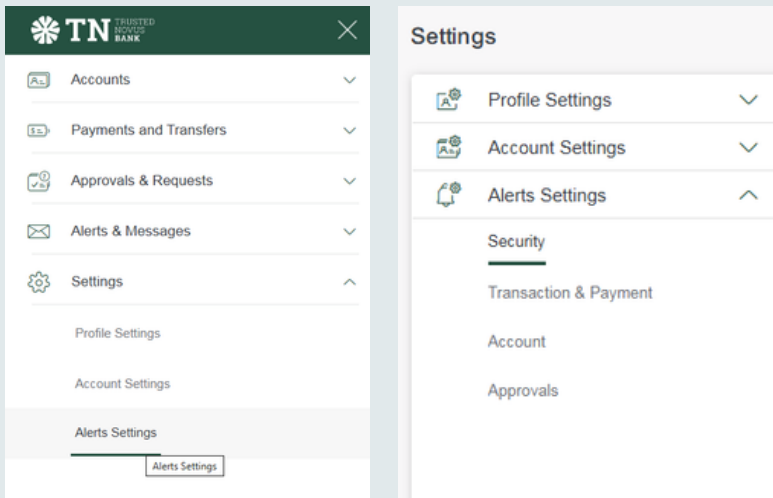 TN TRUSTED
NOVUS
BANK
Accounts
Payments and Transfers
Approvals & Requests
Alerts & Messages
Settings
Profile Settings
Account Settings
Alerts Settings
Alerts Settings
Settings
Profile Settings
Account Settings
Alerts Settings
Security
Transaction & Payment
Account
Approvals